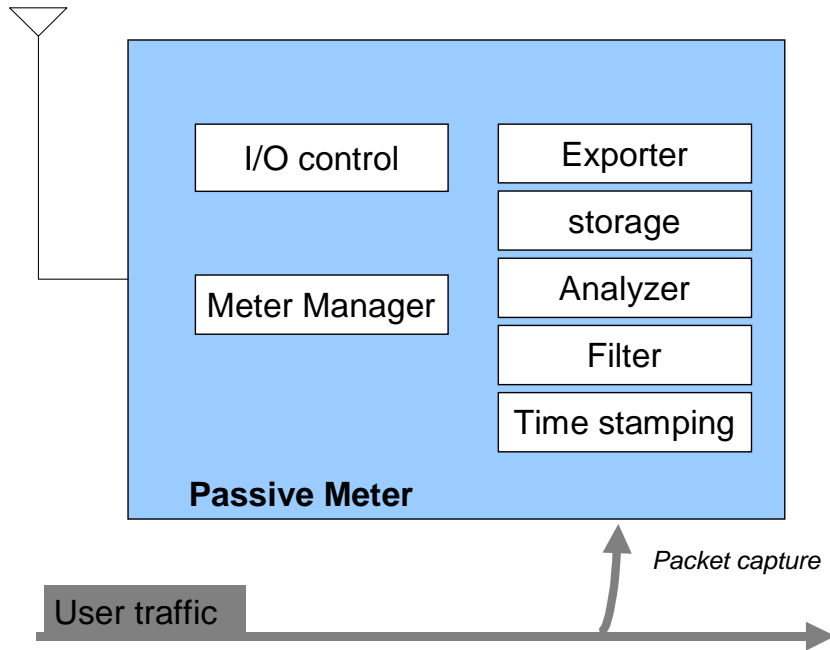 I/O control
Meter Manager
Exporter
storage
Analyzer
Filter
Time stamping
Passive Meter
Packet capture
User traffic